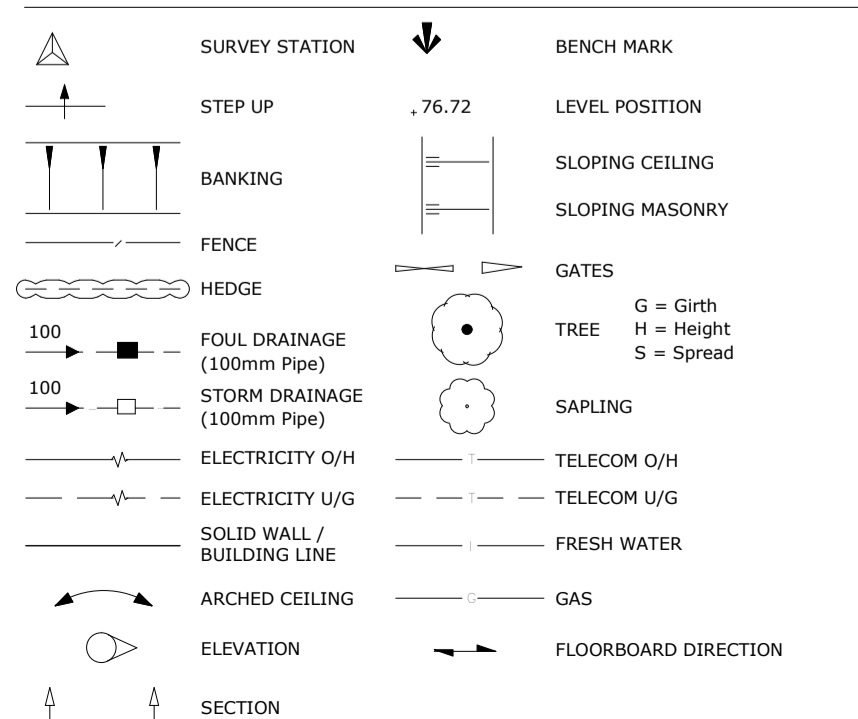 SURVEY STATION
BENCH MARK
STEP UP
+76.72
LEVEL POSITION
BANKING
SLOPING CEILING
SLOPING MASONRY
FENCE
GATES
HEDGE
TREE
G = Girth
H = Height
S = Spread
100
FOUL DRAINAGE
(100mm Pipe)
100
STORM DRAINAGE
(100mm Pipe)
SAPLING
ELECTRICITY O/H
T
TELECOM O/H
ELECTRICITY U/G
T
TELECOM U/G
SOLID WALL /
BUILDING LINE
I
FRESH WATER
ARCHED CEILING
G
GAS
ELEVATION
FLOORBOARD DIRECTION
SECTION